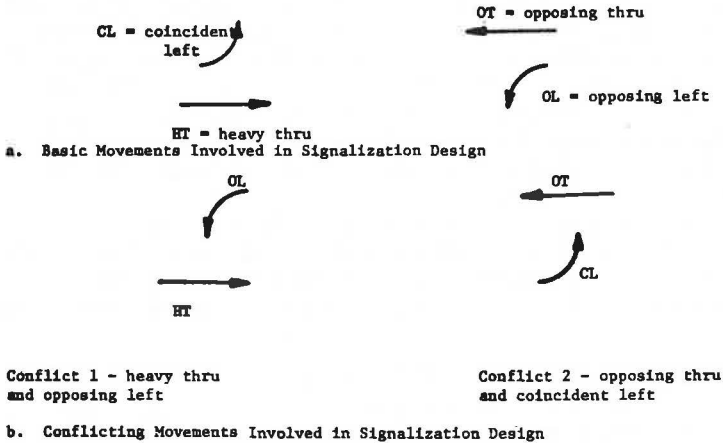 CL = coinciden
left
OT = opposing thru
OL = opposing left
HT = heavy thru
a. Basic Movements Involved in Signalization Design
OL
OT
HT
CL
Conflict 1 - heavy thru
and opposing left
Conflict 2 - opposing thru
and coincident left
b. Conflicting Movements Involved in Signalization Design